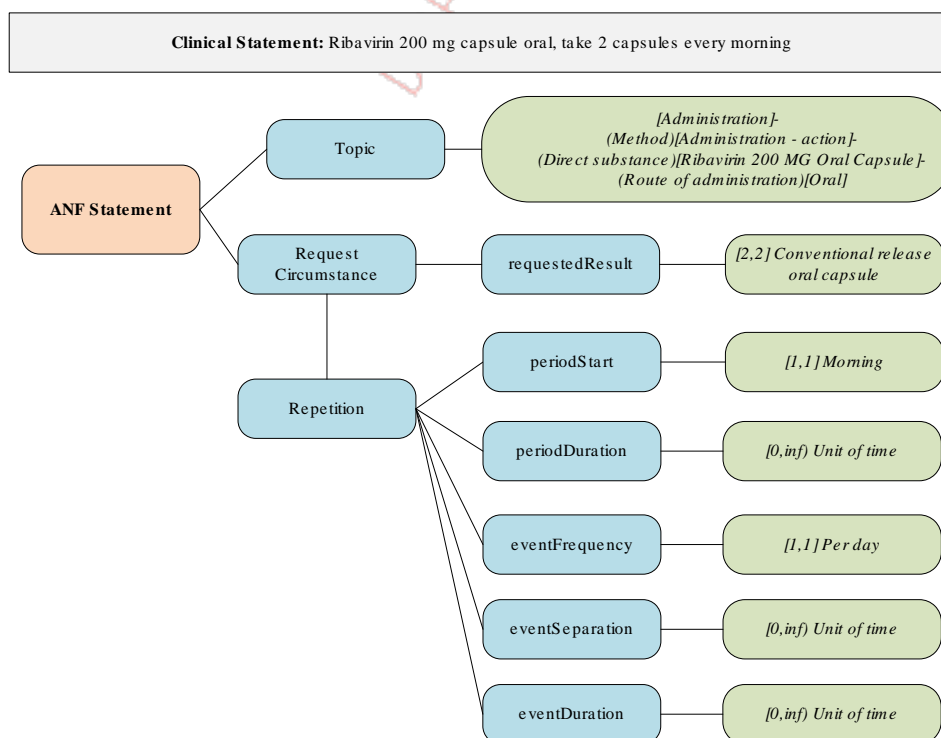 Clinical Statement: Ribavirin 200 mg capsule oral, take 2 capsules every morning
[Administration]-
(Method)[Administration - action]-
(Direct substance)[Ribavirin 200 MG Oral Capsule]-
(Route of administration)[Oral]
Topic
ANF Statement
Request
Circumstance
requestedResult
[2,2] Conventional release
oral capsule
periodStart
[1,1] Morning
Repetition
periodDuration
[0,inf) Unit of time
eventFrequency
[1,1] Per day
eventSeparation
[0,inf) Unit of time
eventDuration
[0,inf) Unit of time